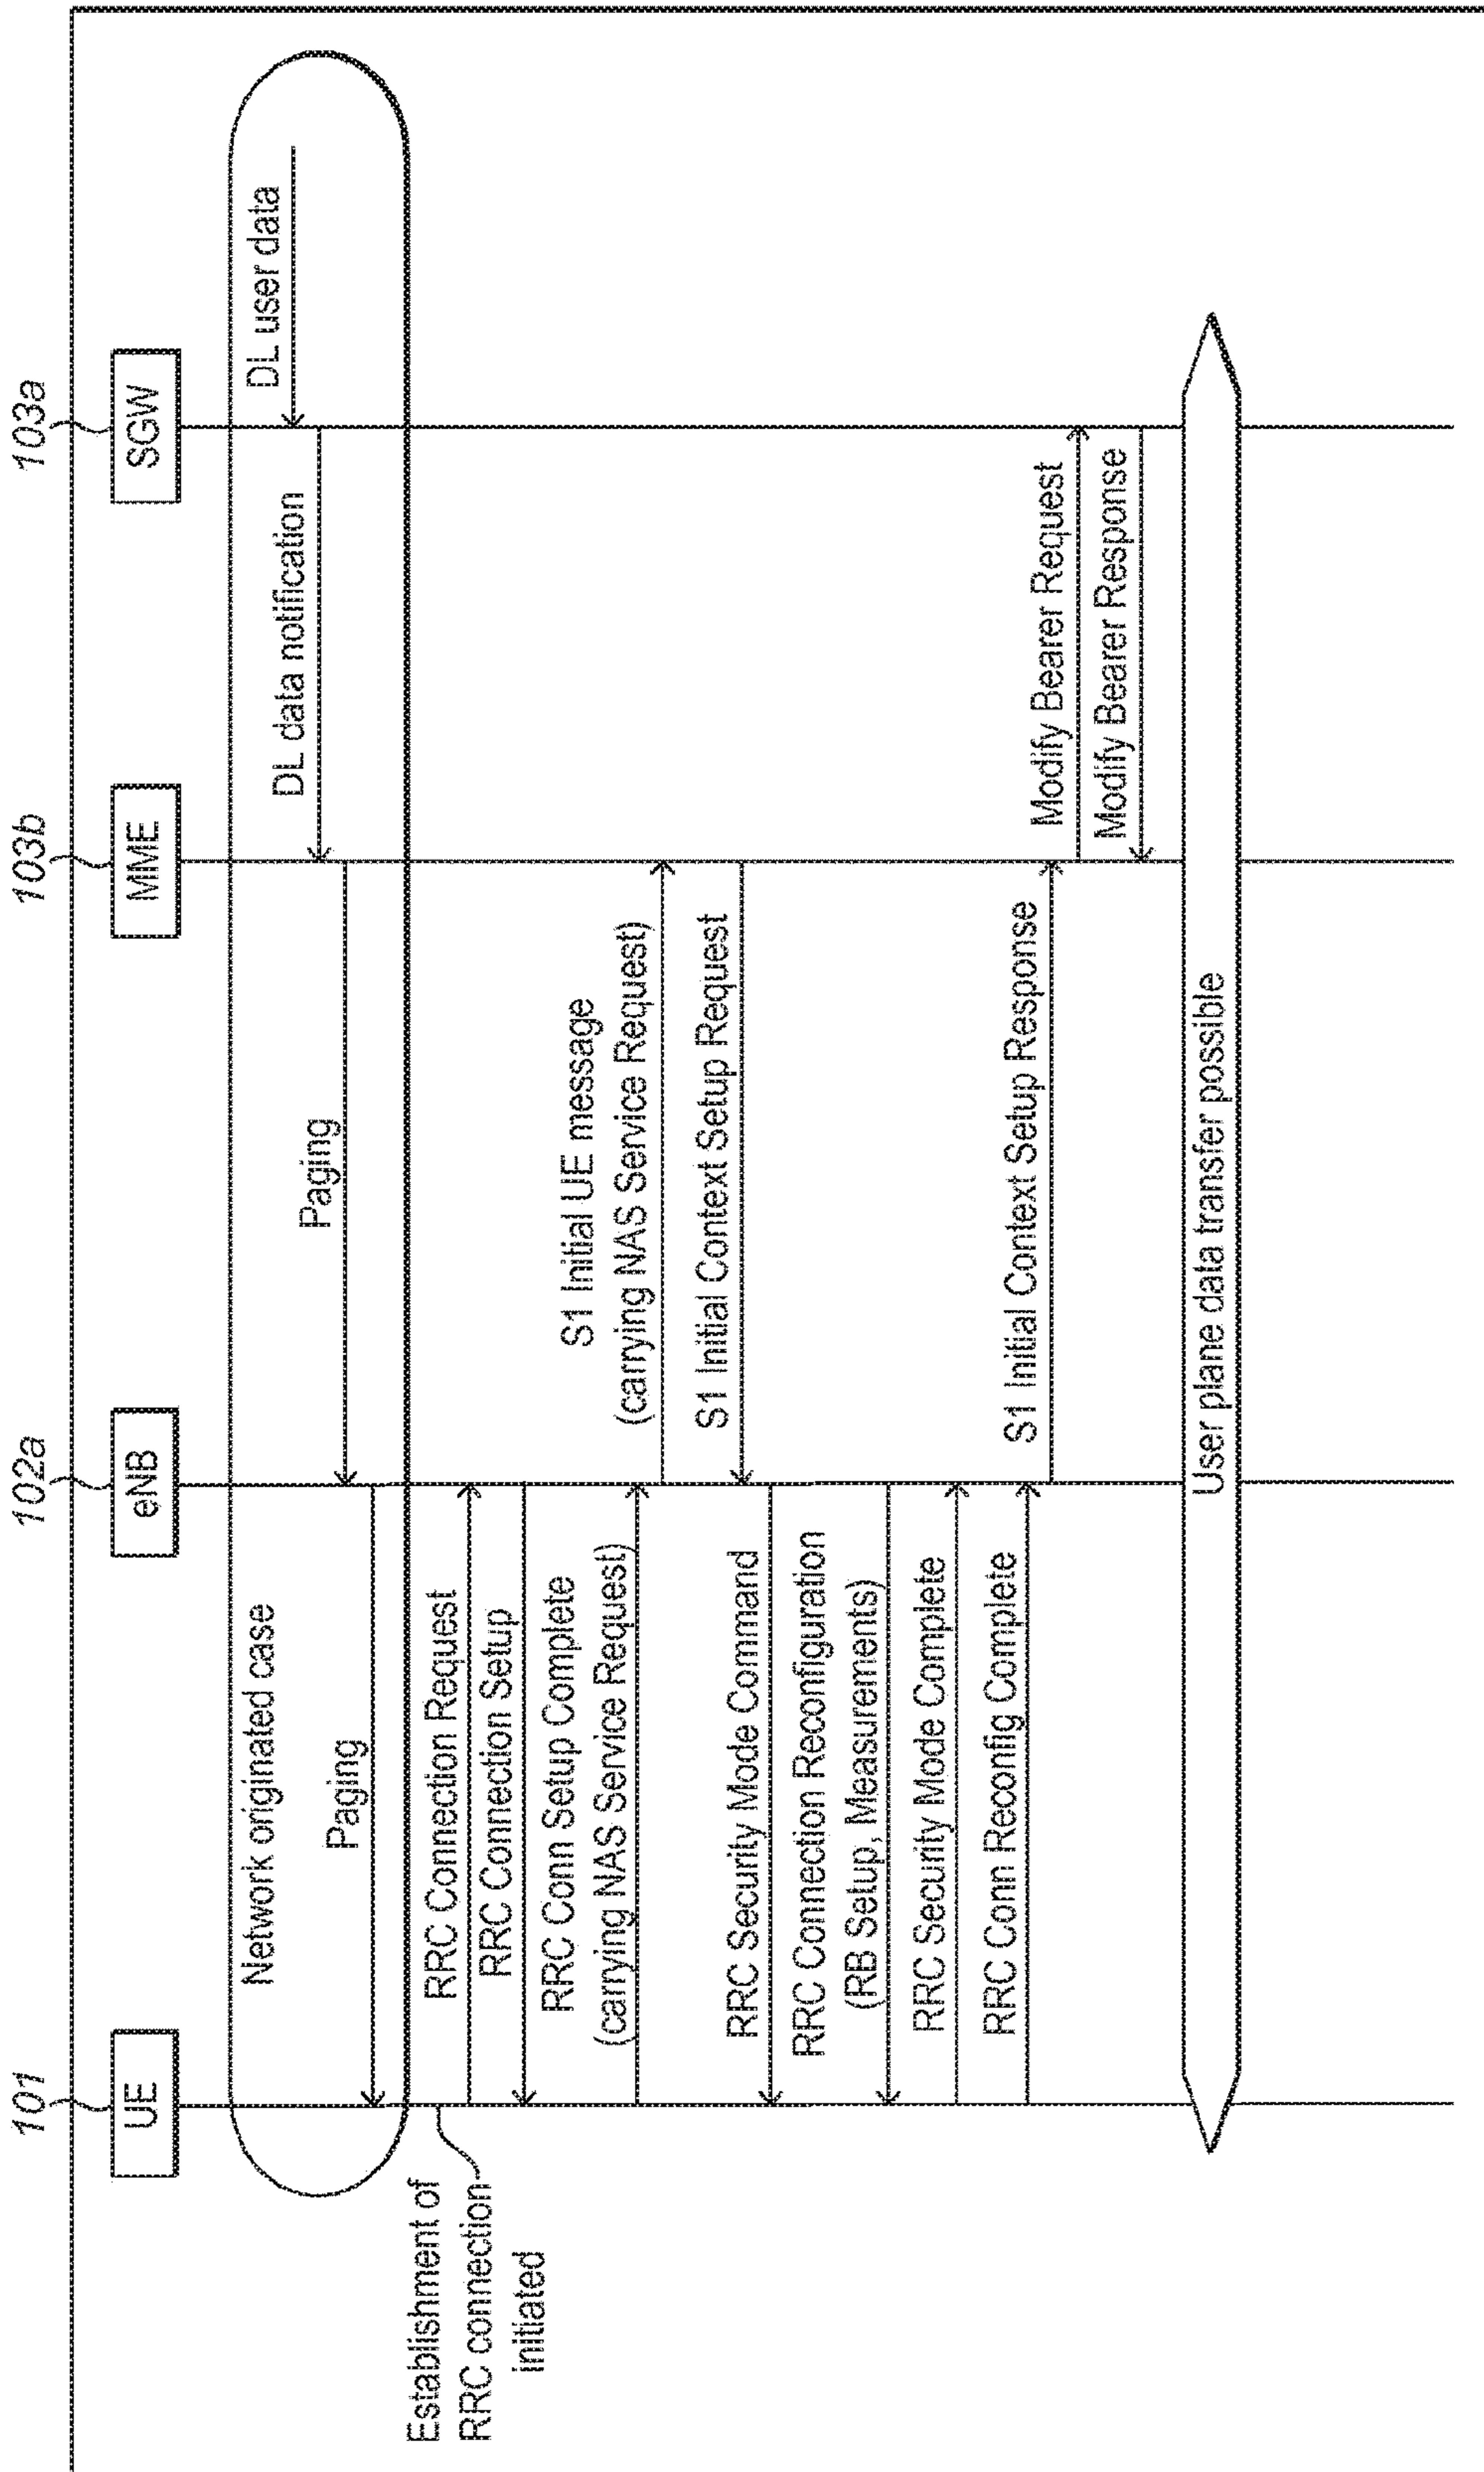 101
102a
103b
103a
UE
eNB
MME
SGW
Network originated case
DL user data
DL data notification
Paging
Paging
Establishment of
RRC connection
initiated
RRC Connection Request
RRC Connection Setup
RRC Conn Setup Complete
(carrying NAS Service Request)
S1 Initial UE message
(carrying NAS Service Request)
S1 Initial Context Setup Request
RRC Security Mode Command
RRC Connection Reconfiguration
(RB Setup, Measurements)
RRC Security Mode Complete
RRC Conn Reconfig Complete
S1 Initial Context Setup Response
Modify Bearer Request
Modify Bearer Response
User plane data transfer possible